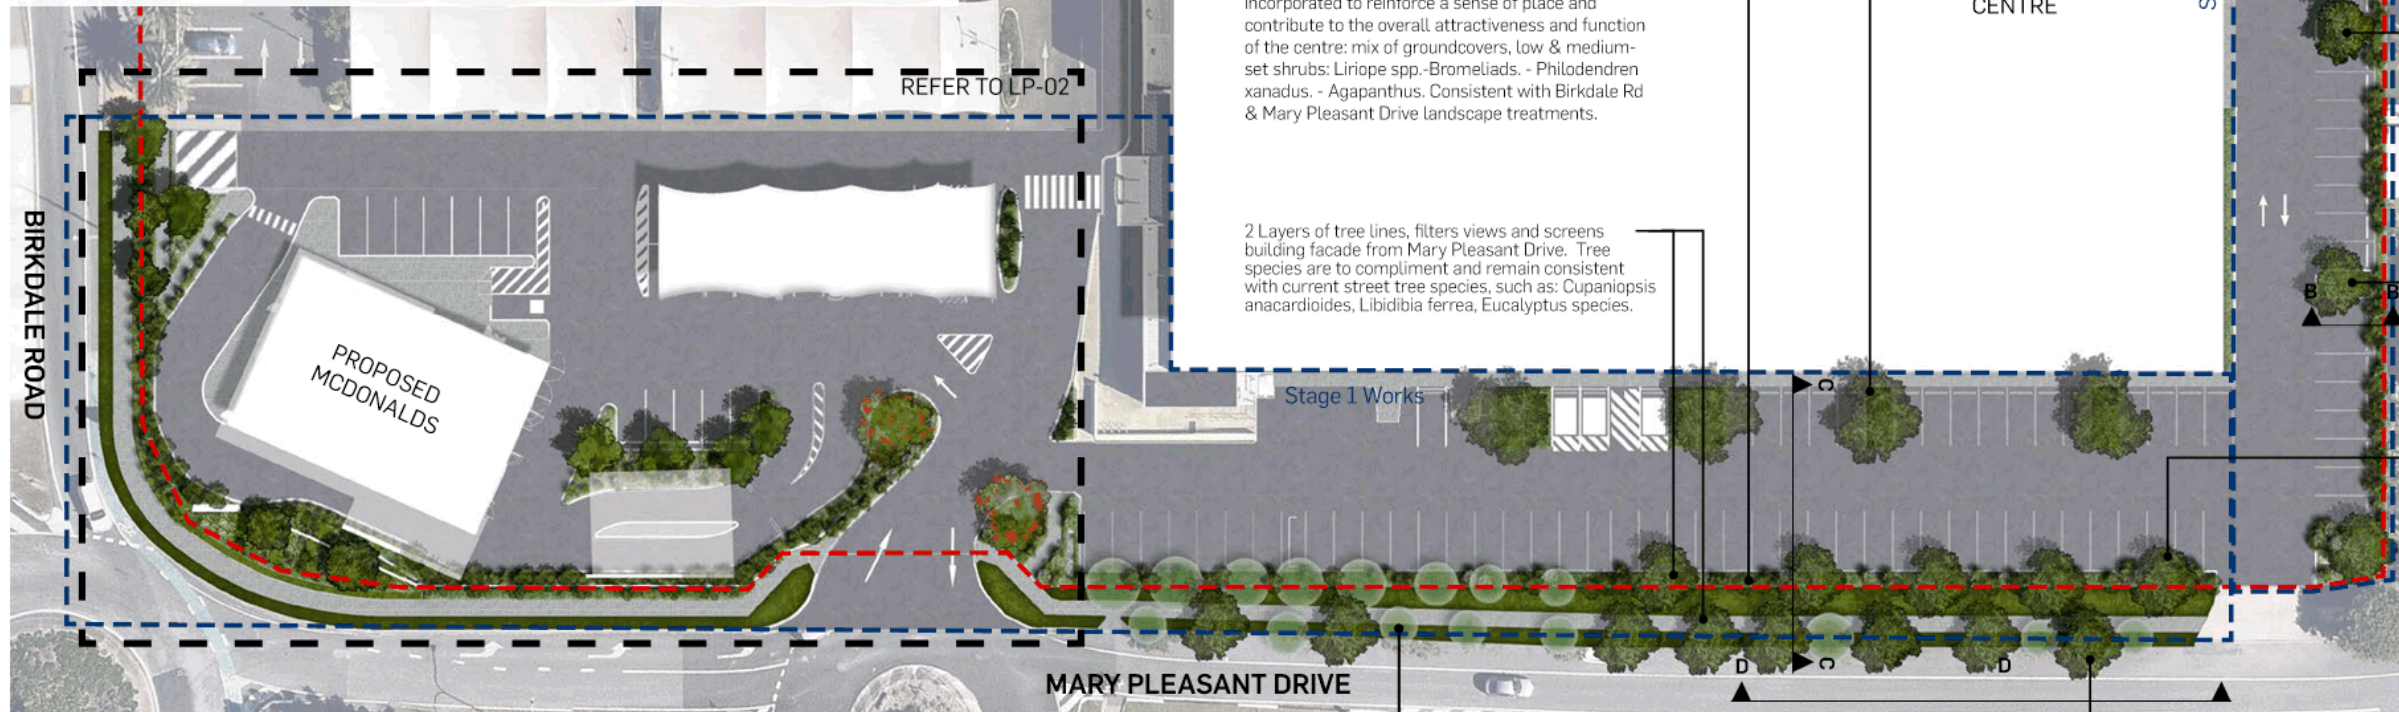 incorporated to reinforce a sense of place and
contribute to the overall attractiveness and function
of the centre: mix of groundcovers, low & medium-
set shrubs: Liriope spp.-Bromeliads. - Philodendren
xanadus. - Agapanthus. Consistent with Birkdale Rd
& Mary Pleasant Drive landscape treatments.
CENTRE
REFER TO LP-02
BIRKDALE ROAD
2 Layers of tree lines, filters views and screens
building facade from Mary Pleasant Drive. Tree
species are to compliment and remain consistent
with current street tree species, such as: Cupaniopsis
anacardioides, Libidibia ferrea, Eucalyptus species.
B B
PROPOSED
MCDONALDS
Stage 1 Works
C
C
D D
MARY PLEASANT DRIVE